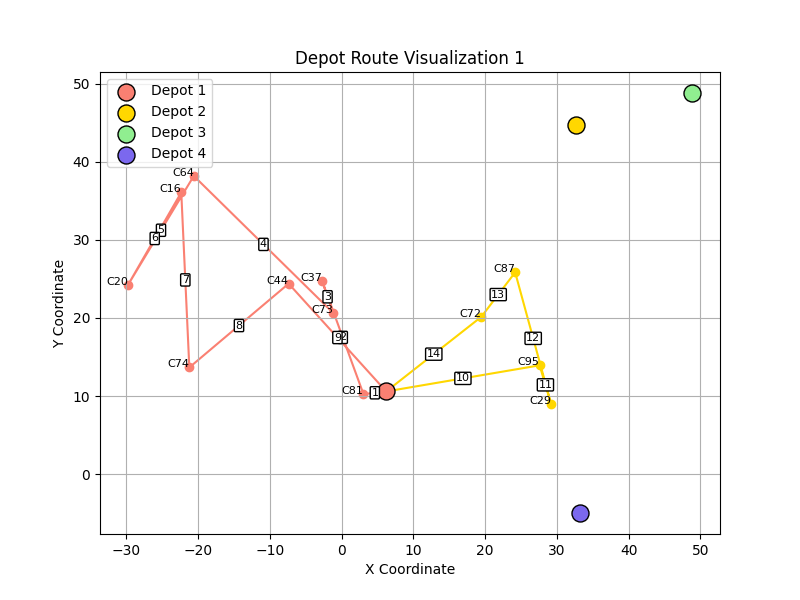 Depot Route Visualization 1
Depot 1
Depot 2
Depot 3
Depot 4
Y Coordinate
50
40
30
20
10
0
C64
C16
5
6
4
C20
7
C44
C37
3
C73
8
9
2
C74
C81
1
C87
13
C72
12
14
C95
10
11
C29
−30
−20
−10
0
10
20
30
40
50
X Coordinate